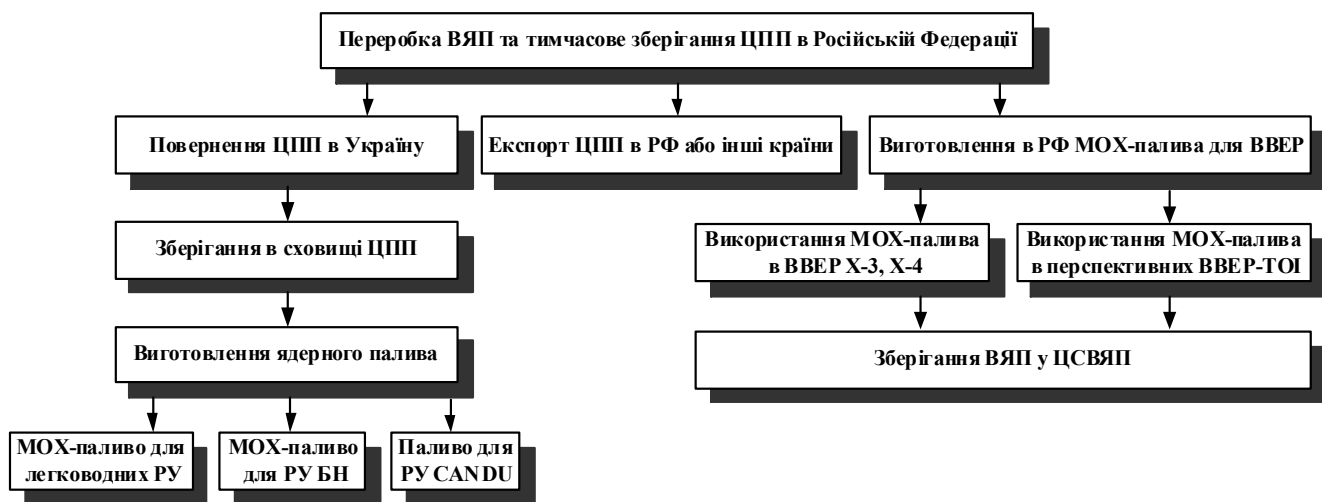 Переробка ВЯП та тимчасове зберігання ЦПП в Російській Федерації
Повернення ЦПП в Україну
Експорт ЦПП в РФ або інші країни
Виготовлення в РФ МОХ-палива для ВВЕР
Зберігання в сховищі ЦПП
Використання МОХ-палива
в ВВЕР Х-3, Х-4
Використання МОХ-палива
в перспективних ВВЕР-ТОІ
Виготовлення ядерного палива
Зберігання ВЯП у ЦСВЯП
МОХ-паливо для
легководних РУ
МОХ-паливо
для РУ БН
Паливо для
РУ CANDU